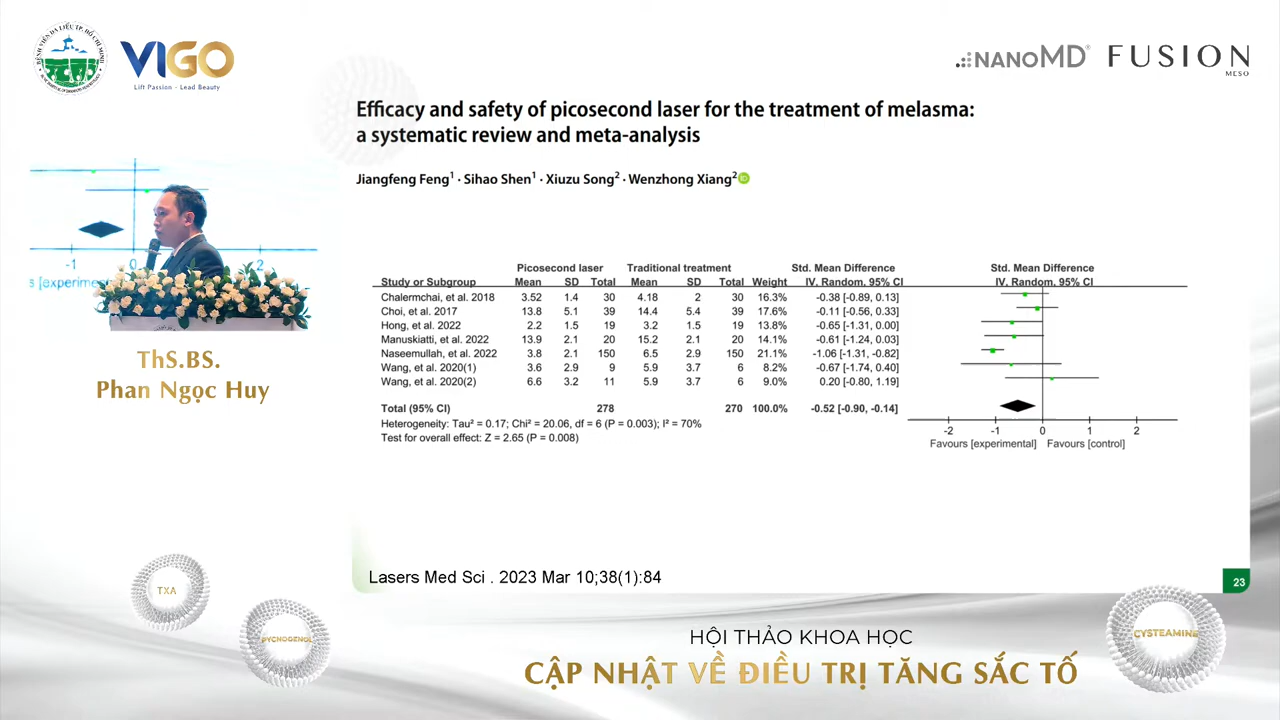 BỆNH VIỆN DA LIỄU TP. HỒ CHÍ MINH
VIGO
Lift Passion - Lead Beauty
NANOMD® FUSION
MESO
Efficacy and safety of picosecond laser for the treatment of melasma:
a systematic review and meta-analysis
Jiangfeng Feng1 · Sihao Shen1 · Xiuzu Song2 · Wenzhong Xiang2
Picosecond laser Traditional treatment Std. Mean Difference Std. Mean Difference
Study or Subgroup Mean SD Total Mean SD Total Weight IV. Random. 95% CI IV. Random. 95% CI
Chalermchai, et al. 2018 3.52 1.4 30 4.18 2 30 16.3% -0.38 [-0.89, 0.13]
Choi, et al. 2017 13.8 5.1 39 14.4 5.4 39 17.6% -0.11 [-0.56, 0.33]
Hong, et al. 2022 2.2 1.5 19 3.2 1.5 19 13.8% -0.65 [-1.31, 0.00]
Manuskiatti, et al. 2022 13.9 2.1 20 15.2 2.1 20 14.1% -0.61 [-1.24, 0.03]
Naseemullah, et al. 2022 3.8 2.1 150 6.5 2.9 150 21.1% -1.06 [-1.31, -0.82]
Wang, et al. 2020(1) 3.6 2.9 9 5.9 3.7 6 8.2% -0.67 [-1.74, 0.40]
Wang, et al. 2020(2) 6.6 3.2 11 5.9 3.7 6 9.0% 0.20 [-0.80, 1.19]
Total (95% CI) 278 270 100.0% -0.52 [-0.90, -0.14]
Heterogeneity: Tau² = 0.17; Chi² = 20.06, df = 6 (P = 0.003); I² = 70%
Test for overall effect: Z = 2.65 (P = 0.008)
-2 -1 0 1 2
Favours [experimental] Favours [control]
-1 0 2
s [experimen
ThS.BS.
Phan Ngọc Huy
Lasers Med Sci . 2023 Mar 10;38(1):84
23
TXA
PYCNOGENOL
CYSTEAMINE
HỘI THẢO KHOA HỌC
CẬP NHẬT VỀ ĐIỀU TRỊ TĂNG SẮC TỐ